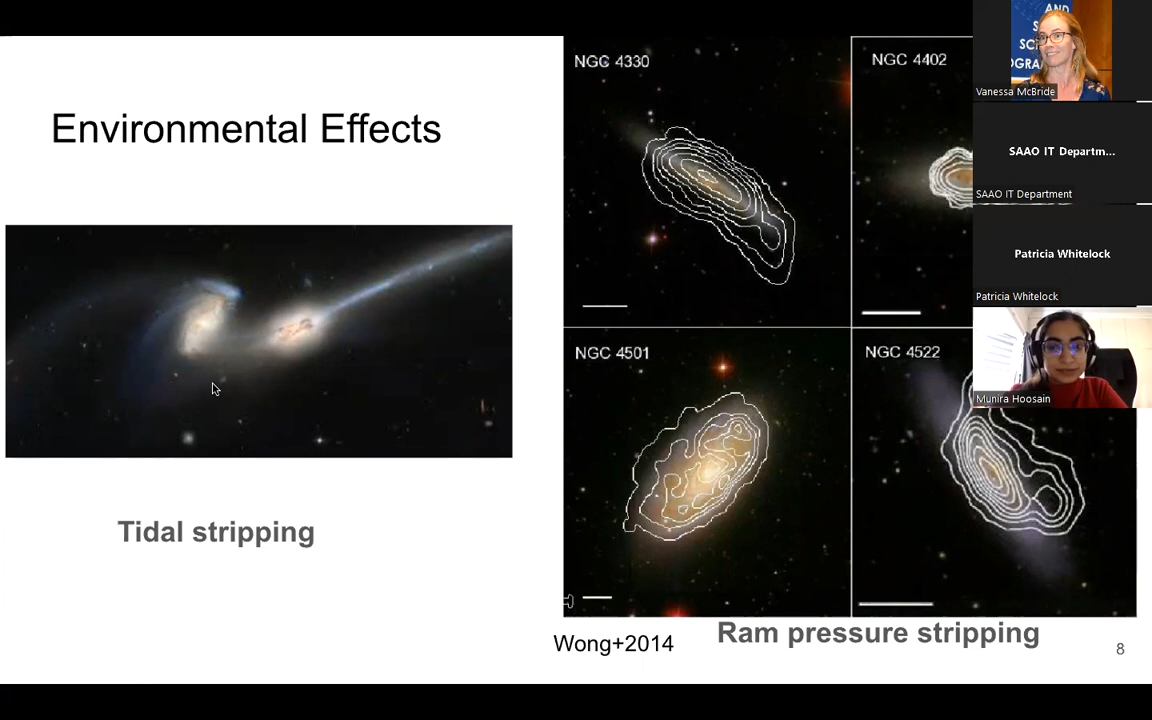 Environmental Effects
Tidal stripping
NGC 4330
NGC 4402
NGC 4501
NGC 4522
Wong+2014
Ram pressure stripping
8
AND
Vanessa McBride
SAAO IT Departm...
SAAO IT Department
Patricia Whitelock
Patricia Whitelock
Munira Hoosain